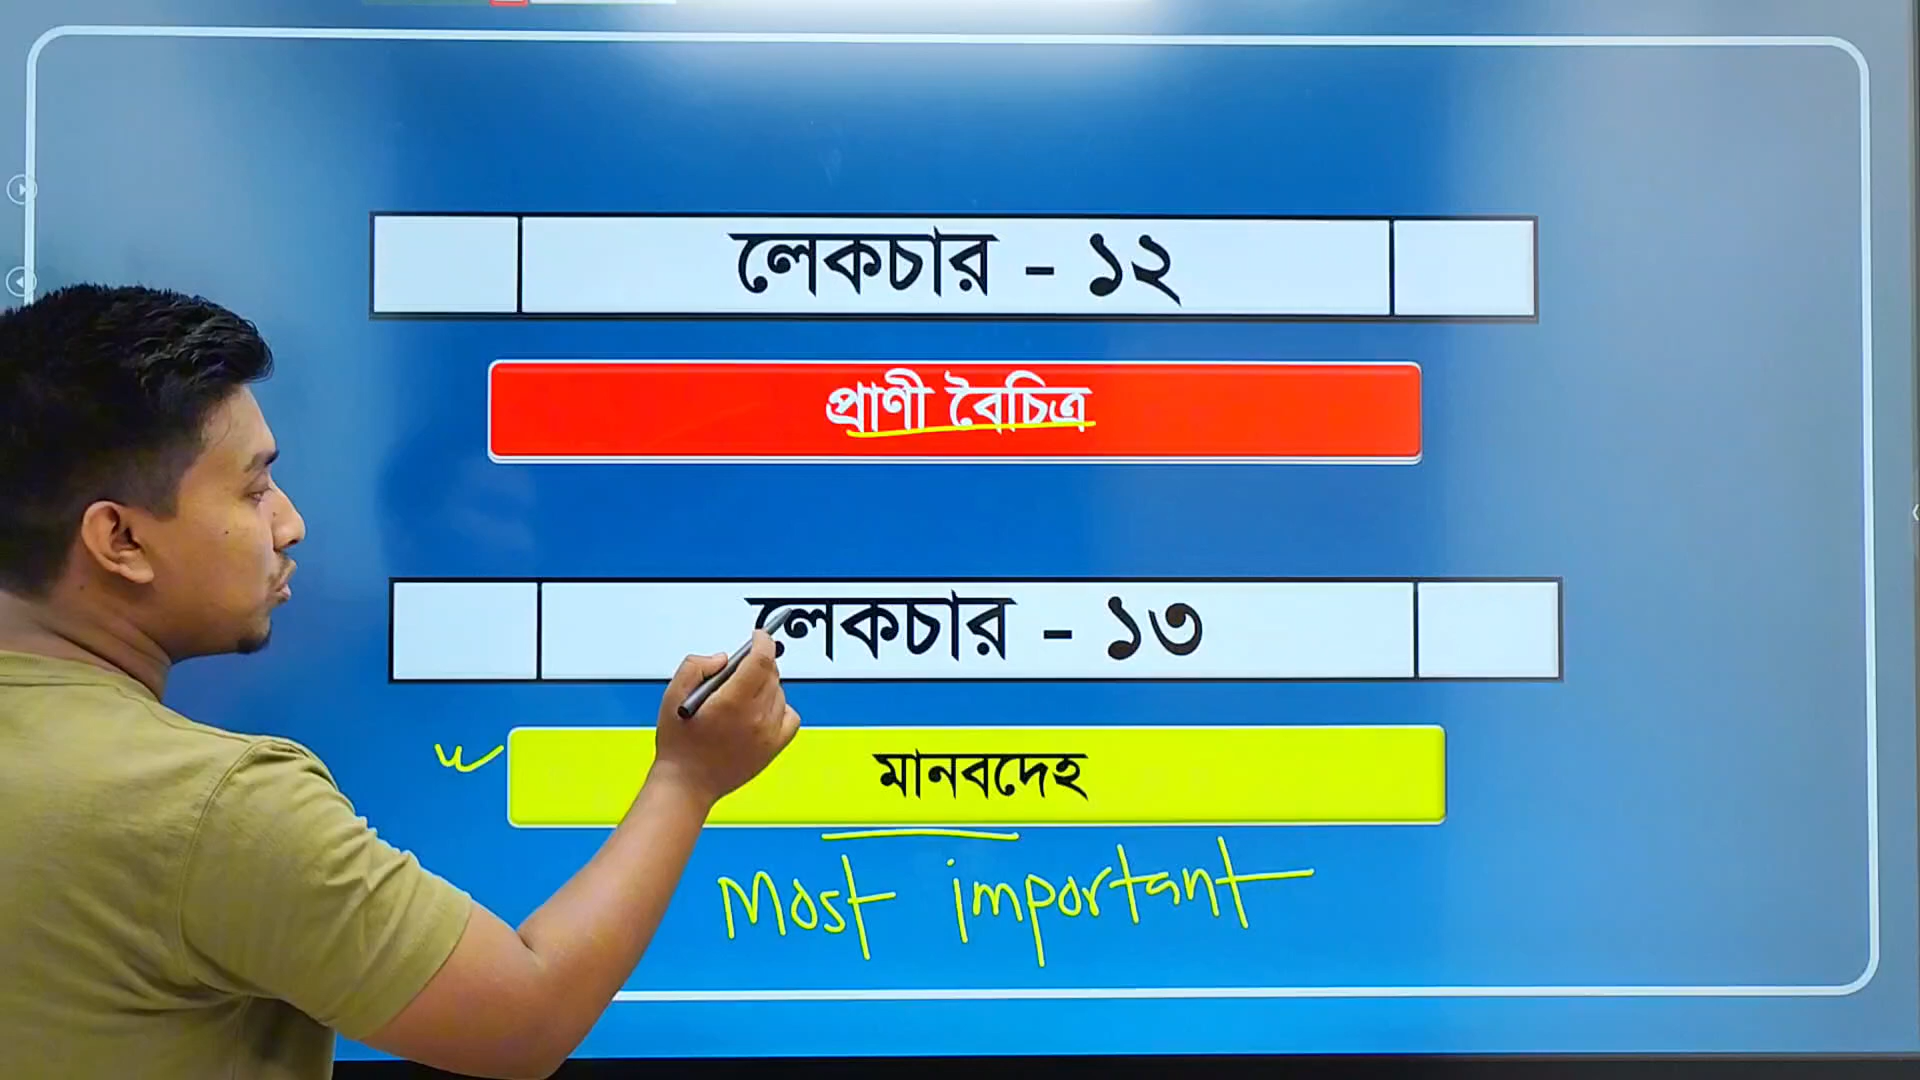 লেকচার - ১২
প্রাণী বৈচিত্র
লেকচার - ১৩
মানবদেহ
Most important